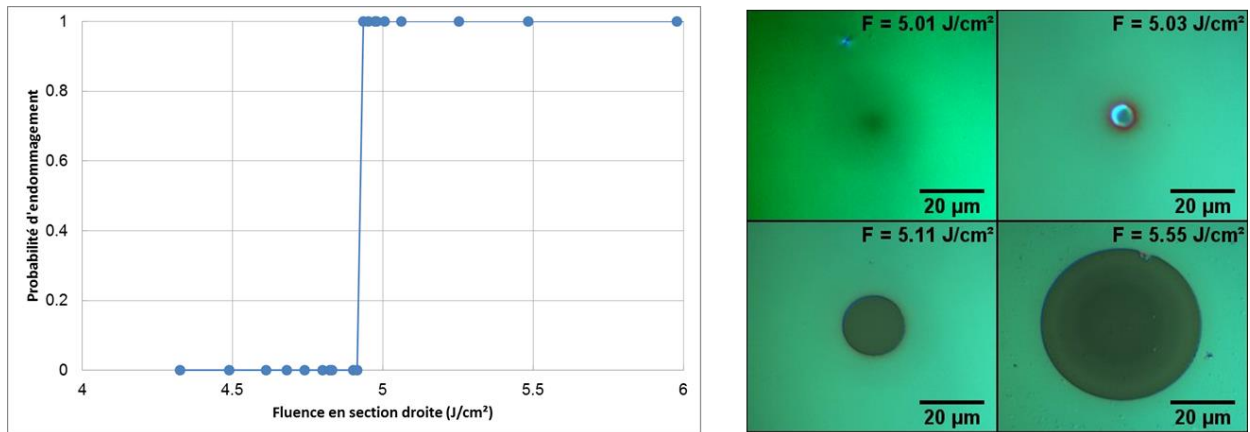 Probabilité d'endommagement
1
0.8
0.6
0.4
0.2
0
4
4.5
5
5.5
6
Fluence en section droite (J/cm²)
F = 5.01 J/cm²
20 µm
F = 5.03 J/cm²
20 µm
F = 5.11 J/cm²
20 µm
F = 5.55 J/cm²
20 µm